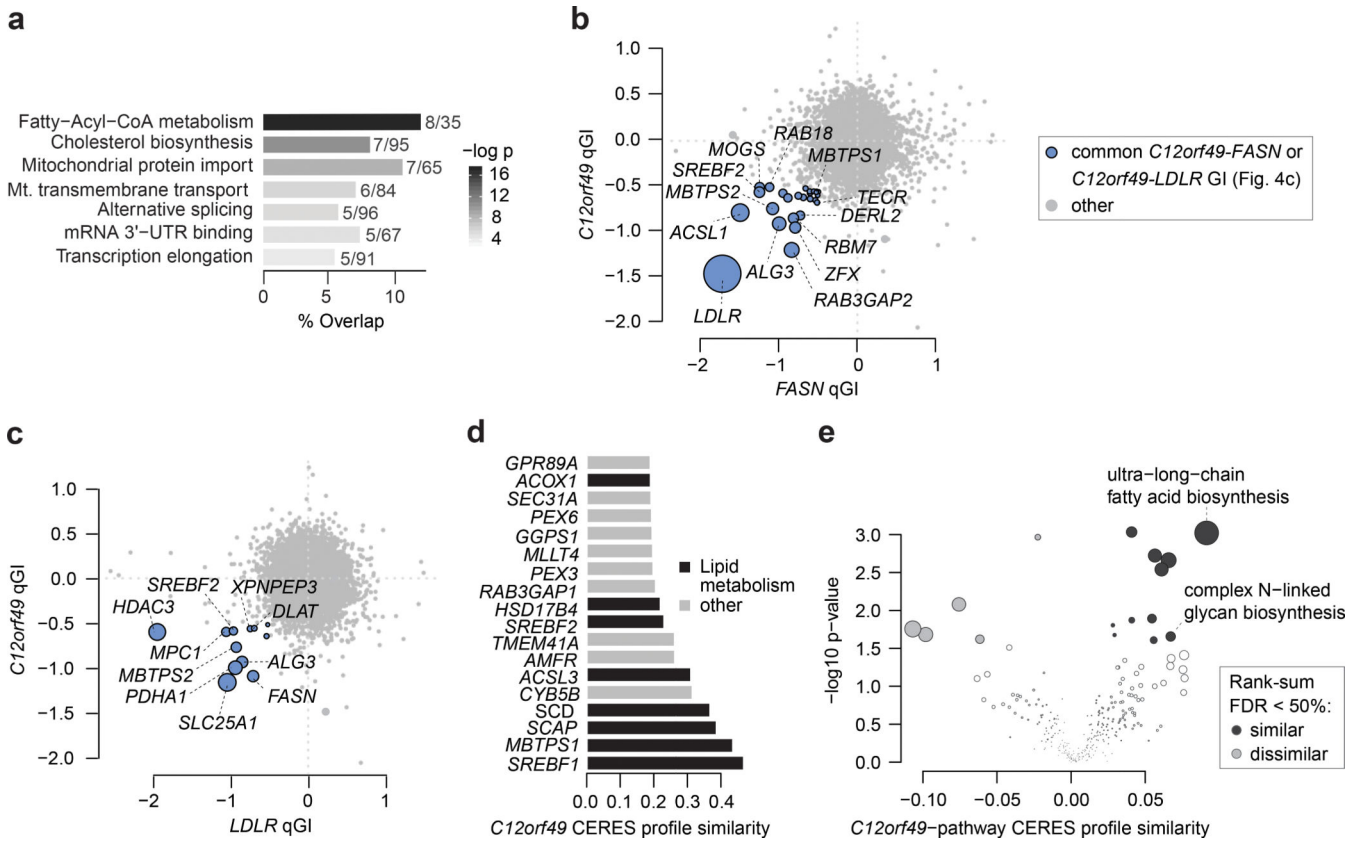 a
Fatty−Acyl−CoA metabolism
8/35
Cholesterol biosynthesis
7/95
Mitochondrial protein import
7/65
Mt. transmembrane transport
6/84
Alternative splicing
5/96
mRNA 3'−UTR binding
5/67
Transcription elongation
5/91
0 5 10
% Overlap
−log p
16
12
8
4
b
1.0
0.5
0.0
−0.5
−1.0
−1.5
−2.0
C12orf49 qGI
RAB18
MOGS
MBTPS1
SREBF2
MBTPS2
TECR
DERL2
ACSL1
RBM7
ALG3
ZFX
RAB3GAP2
LDLR
−2 −1 0 1
FASN qGI
common C12orf49-FASN or
C12orf49-LDLR GI (Fig. 4c)
other
c
1.0
0.5
0.0
−0.5
−1.0
−1.5
−2.0
C12orf49 qGI
SREBF2
XPNPEP3
HDAC3
DLAT
MPC1
ALG3
MBTPS2
PDHA1
FASN
SLC25A1
−2 −1 0 1
LDLR qGI
d
GPR89A
ACOX1
SEC31A
PEX6
GGPS1
MLLT4
PEX3
RAB3GAP1
HSD17B4
SREBF2
TMEM41A
AMFR
ACSL3
CYB5B
SCD
SCAP
MBTPS1
SREBF1
Lipid
metabolism
other
0.0 0.1 0.2 0.3 0.4
C12orf49 CERES profile similarity
e
ultra−long−chain
fatty acid biosynthesis
complex N−linked
glycan biosynthesis
3.0
2.5
2.0
1.5
1.0
0.5
0.0
−log10 p−value
−0.10 −0.05 0.00 0.05
C12orf49−pathway CERES profile similarity
Rank-sum
FDR < 50%:
similar
dissimilar